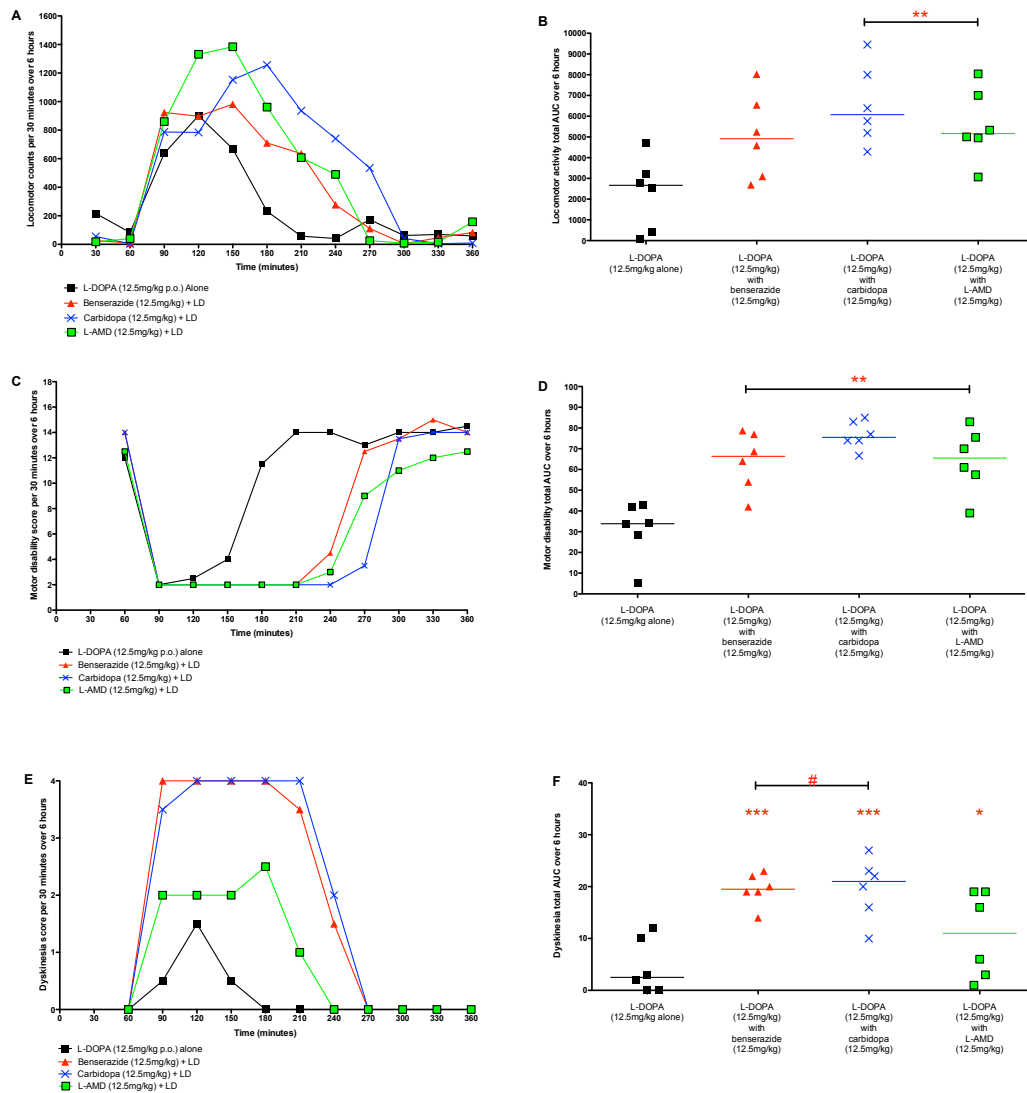 A
1600
1400
1200
1000
800
600
400
200
0
Locomotor counts per 30 minutes over 6 hours
0 30 60 90 120 150 180 210 240 270 300 330 360
Time (minutes)
L-DOPA (12.5mg/kg p.o.) Alone
Benserazide (12.5mg/kg) + LD
Carbidopa (12.5mg/kg) + LD
L-AMD (12.5mg/kg) + LD
B
**
10000
9000
8000
7000
6000
5000
4000
3000
2000
1000
0
Locomotor activity total AUC over 6 hours
L-DOPA
(12.5mg/kg alone)
L-DOPA
(12.5mg/kg)
with
benserazide
(12.5mg/kg)
L-DOPA
(12.5mg/kg)
with
carbidopa
(12.5mg/kg)
L-DOPA
(12.5mg/kg)
with
L-AMD
(12.5mg/kg)
C
18
16
14
12
10
8
6
4
2
0
Motor disability score per 30 minutes over 6 hours
0 30 60 90 120 150 180 210 240 270 300 330 360
Time (minutes)
L-DOPA (12.5mg/kg p.o.) alone
Benserazide (12.5mg/kg) + LD
Carbidopa (12.5mg/kg) + LD
L-AMD (12.5mg/kg) + LD
D
**
100
90
80
70
60
50
40
30
20
10
0
Motor disability total AUC over 6 hours
L-DOPA
(12.5mg/kg alone)
L-DOPA
(12.5mg/kg)
with
benserazide
(12.5mg/kg)
L-DOPA
(12.5mg/kg)
with
carbidopa
(12.5mg/kg)
L-DOPA
(12.5mg/kg)
with
L-AMD
(12.5mg/kg)
E
4
3
2
1
0
Dyskinesia score per 30 minutes over 6 hours
0 30 60 90 120 150 180 210 240 270 300 330 360
Time (minutes)
L-DOPA (12.5mg/kg p.o.) alone
Benserazide (12.5mg/kg) + LD
Carbidopa (12.5mg/kg) + LD
L-AMD (12.5mg/kg) + LD
F
#
*** *** *
40
30
20
10
0
Dyskinesia total AUC over 6 hours
L-DOPA
(12.5mg/kg alone)
L-DOPA
(12.5mg/kg)
with
benserazide
(12.5mg/kg)
L-DOPA
(12.5mg/kg)
with
carbidopa
(12.5mg/kg)
L-DOPA
(12.5mg/kg)
with
L-AMD
(12.5mg/kg)